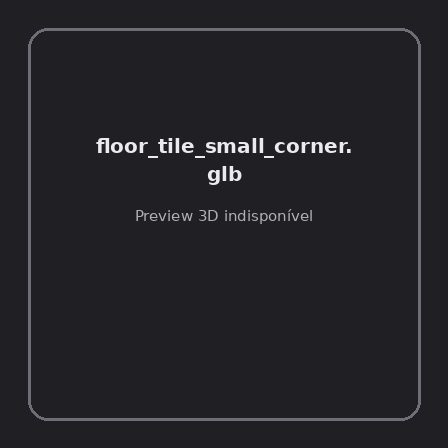 floor_tile_small_corner.
glb
Preview 3D indisponível